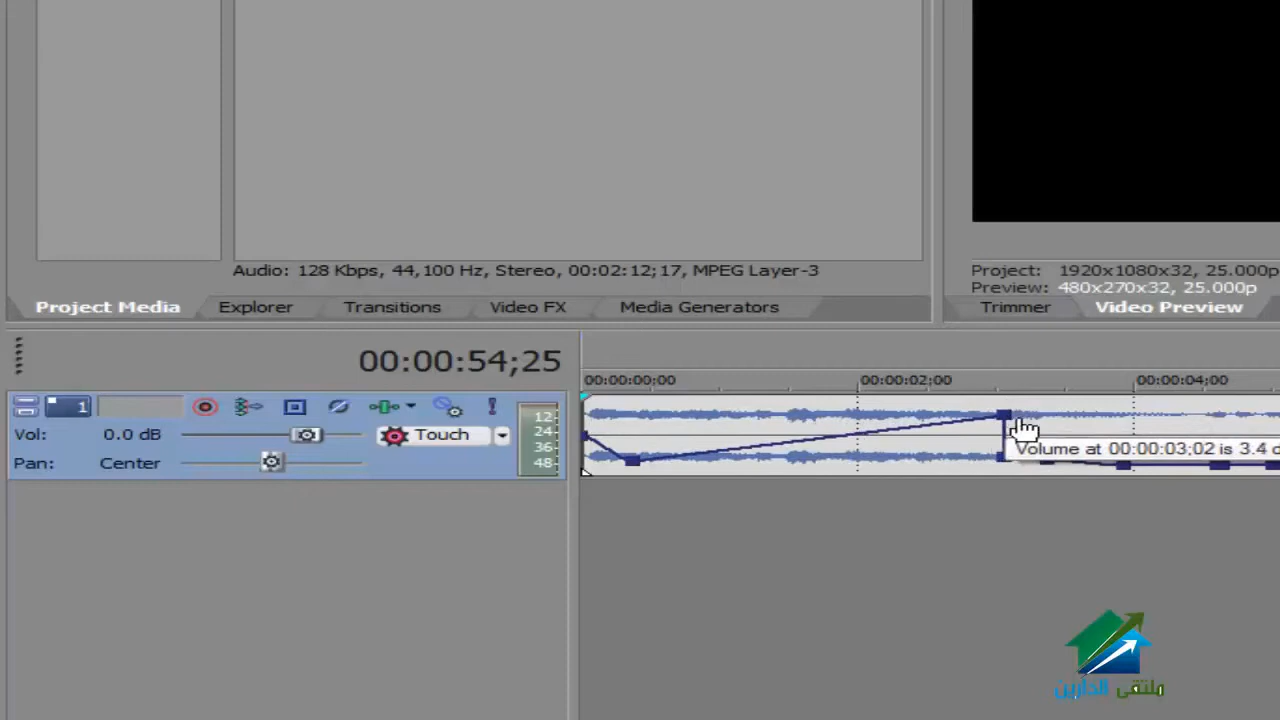 Audio: 128 Kbps, 44,100 Hz, Stereo, 00:02:12;17, MPEG Layer-3
Project: 1920x1080x32, 25.000p
Preview: 480x270x32, 25.000p
Project Media Explorer Transitions Video FX Media Generators Trimmer Video Preview
00:00:54;25
00:00:00;00 00:00:02;00 00:00:04;00
1
Vol: 0.0 dB Touch
Pan: Center
12
24
36
48
Volume at 00:00:03;02 is 3.4 d
ملتقى الدارين